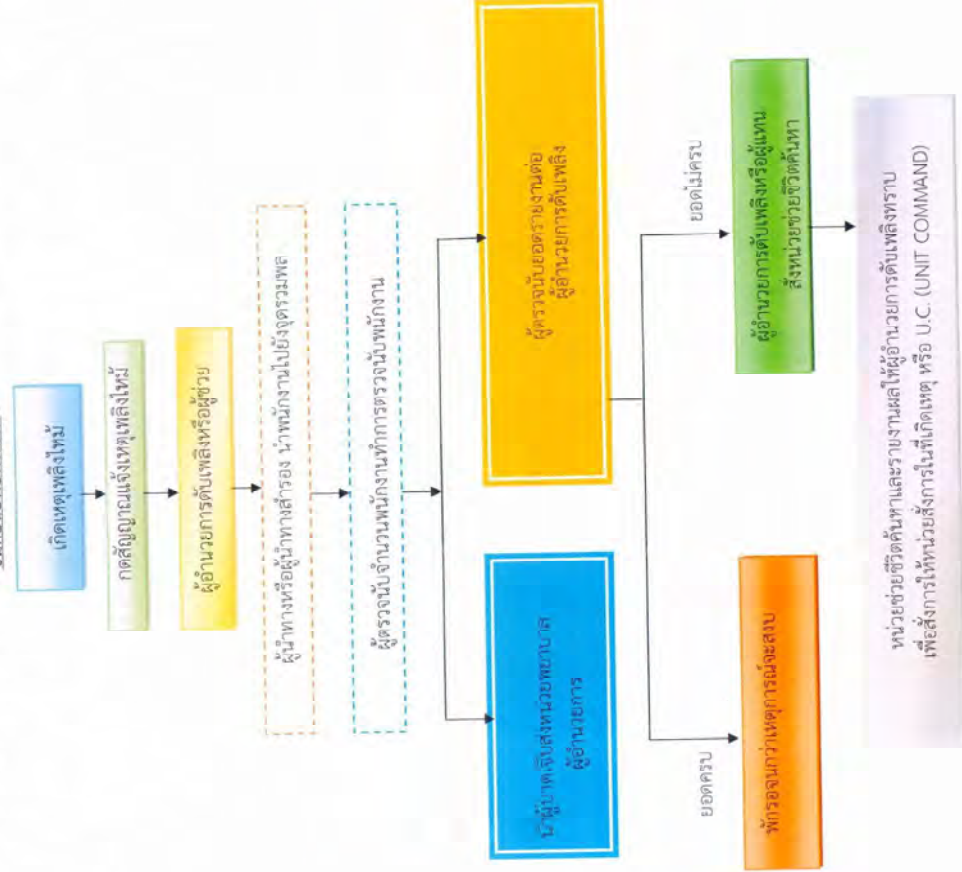 เกิดเหตุเพลิงไหม้
กดสัญญาณแจ้งเหตุเพลิงไหม้
ผู้อำนวยการดับเพลิงหรือผู้ช่วย
ผู้นำทางหรือผู้นำทางสำรอง นำพนักงานไปยังจุดรวมพล
ผู้ตรวจนับจำนวนพนักงานทำการตรวจนับพนักงาน
นำผู้บาดเจ็บส่งหน่วยพยาบาล
ผู้อำนวยการ
ผู้ตรวจนับยอดรายงานต่อ
ผู้อำนวยการดับเพลิง
ยอดครบ
ยอดไม่ครบ
พักรอจนกว่าเหตุการณ์จะสงบ
ผู้อำนวยการดับเพลิงหรือผู้แทน
สั่งหน่วยช่วยชีวิตค้นหา
หน่วยช่วยชีวิตค้นหาและรายงานผลให้ผู้อำนวยการดับเพลิงทราบ
เพื่อสั่งการให้หน่วยสั่งการในที่เกิดเหตุ หรือ U.C. (UNIT COMMAND)